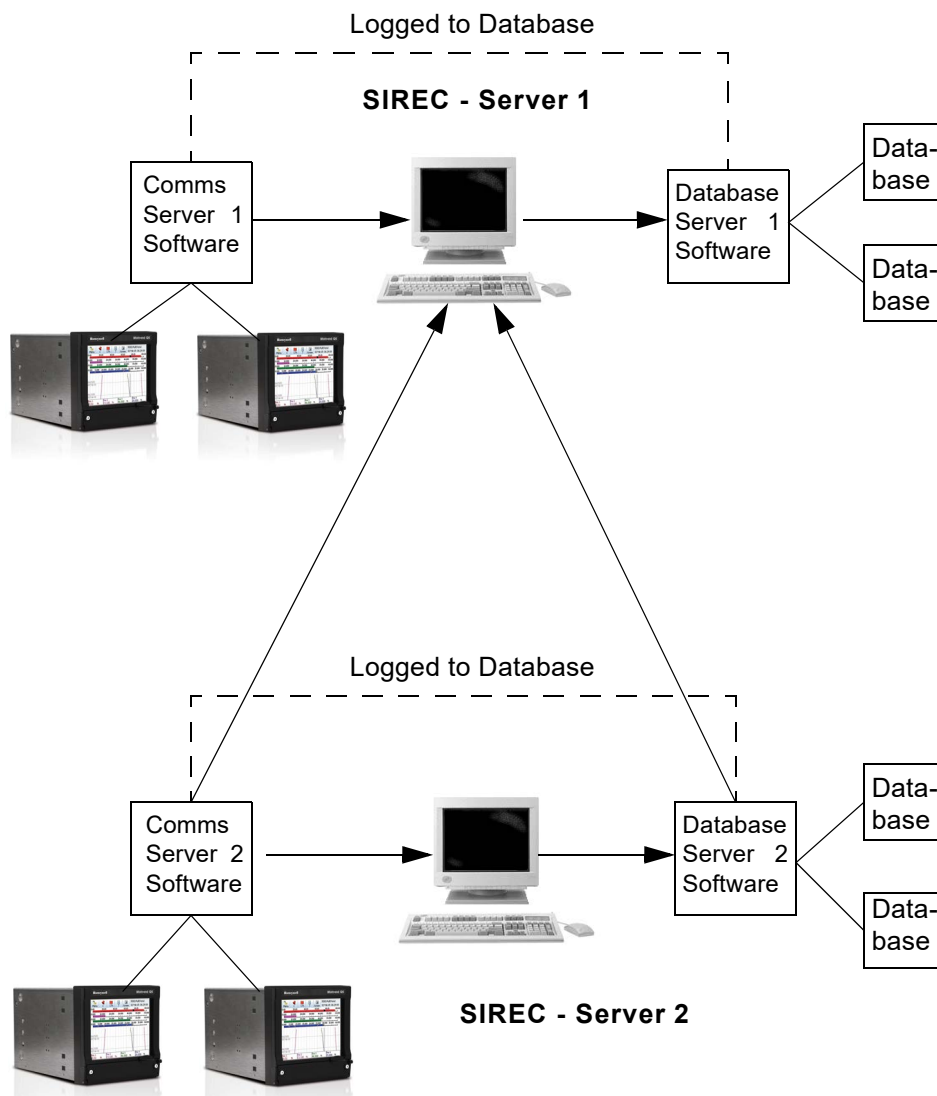 Logged to Database
SIREC - Server 1
Comms
Server 1
Software
Database
Server 1
Software
Data-
base
Data-
base
Logged to Database
Comms
Server 2
Software
Database
Server 2
Software
Data-
base
Data-
base
SIREC - Server 2